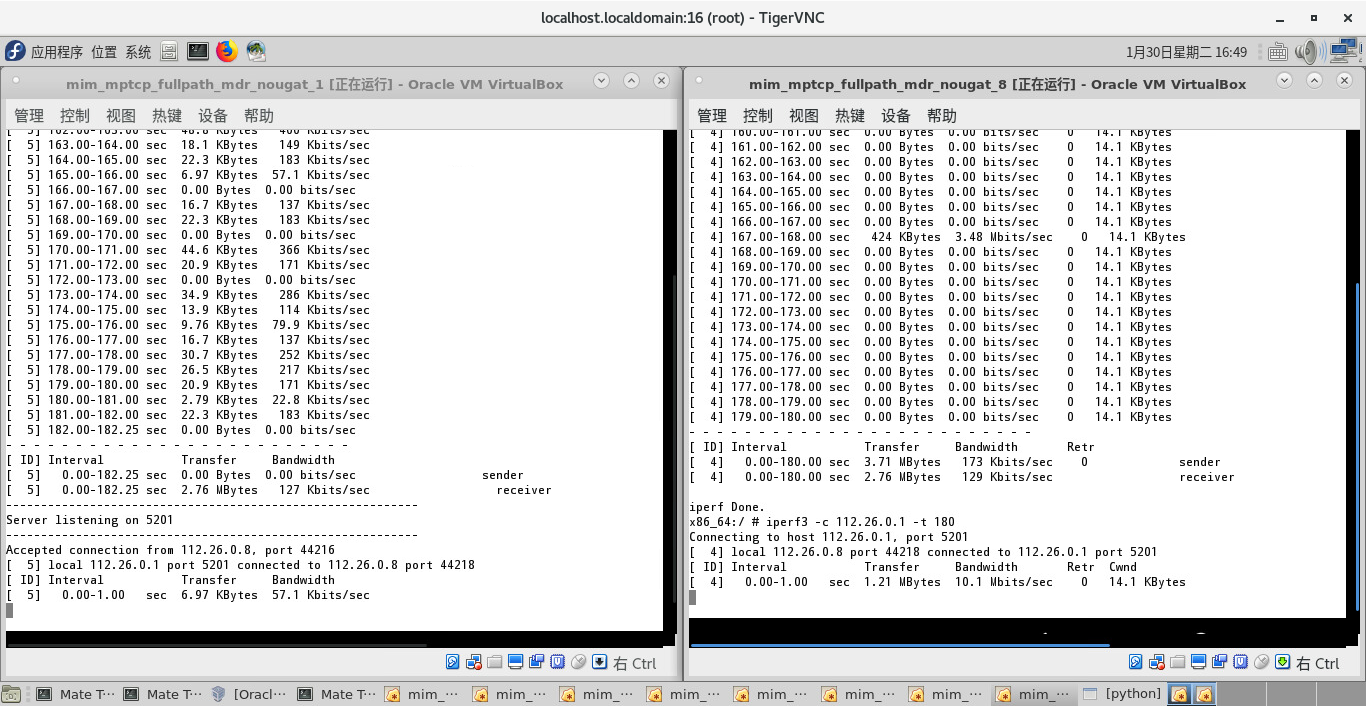 localhost.localdomain:16 (root) - TigerVNC
应用程序 位置 系统
1月30日星期二 16:49
mim_mptcp_fullpath_mdr_nougat_1 [正在运行] - Oracle VM VirtualBox
管理 控制 视图 热键 设备 帮助
[ 5] 162.00-163.00 sec 48.8 KBytes 400 Kbits/sec
[ 5] 163.00-164.00 sec 18.1 KBytes 149 Kbits/sec
[ 5] 164.00-165.00 sec 22.3 KBytes 183 Kbits/sec
[ 5] 165.00-166.00 sec 6.97 KBytes 57.1 Kbits/sec
[ 5] 166.00-167.00 sec 0.00 Bytes 0.00 bits/sec
[ 5] 167.00-168.00 sec 16.7 KBytes 137 Kbits/sec
[ 5] 168.00-169.00 sec 22.3 KBytes 183 Kbits/sec
[ 5] 169.00-170.00 sec 0.00 Bytes 0.00 bits/sec
[ 5] 170.00-171.00 sec 44.6 KBytes 366 Kbits/sec
[ 5] 171.00-172.00 sec 20.9 KBytes 171 Kbits/sec
[ 5] 172.00-173.00 sec 0.00 Bytes 0.00 bits/sec
[ 5] 173.00-174.00 sec 34.9 KBytes 286 Kbits/sec
[ 5] 174.00-175.00 sec 13.9 KBytes 114 Kbits/sec
[ 5] 175.00-176.00 sec 9.76 KBytes 79.9 Kbits/sec
[ 5] 176.00-177.00 sec 16.7 KBytes 137 Kbits/sec
[ 5] 177.00-178.00 sec 30.7 KBytes 252 Kbits/sec
[ 5] 178.00-179.00 sec 26.5 KBytes 217 Kbits/sec
[ 5] 179.00-180.00 sec 20.9 KBytes 171 Kbits/sec
[ 5] 180.00-181.00 sec 2.79 KBytes 22.8 Kbits/sec
[ 5] 181.00-182.00 sec 22.3 KBytes 183 Kbits/sec
[ 5] 182.00-182.25 sec 0.00 Bytes 0.00 bits/sec
- - - - - - - - - - - - - - - - - - - - - - - - -
[ ID] Interval Transfer Bandwidth
[ 5] 0.00-182.25 sec 0.00 Bytes 0.00 bits/sec sender
[ 5] 0.00-182.25 sec 2.76 MBytes 127 Kbits/sec receiver
-----------------------------------------------------------
Server listening on 5201
-----------------------------------------------------------
Accepted connection from 112.26.0.8, port 44216
[ 5] local 112.26.0.1 port 5201 connected to 112.26.0.8 port 44218
[ ID] Interval Transfer Bandwidth
[ 5] 0.00-1.00 sec 6.97 KBytes 57.1 Kbits/sec
右 Ctrl
mim_mptcp_fullpath_mdr_nougat_8 [正在运行] - Oracle VM VirtualBox
管理 控制 视图 热键 设备 帮助
[ 4] 160.00-161.00 sec 0.00 Bytes 0.00 bits/sec 0 14.1 KBytes
[ 4] 161.00-162.00 sec 0.00 Bytes 0.00 bits/sec 0 14.1 KBytes
[ 4] 162.00-163.00 sec 0.00 Bytes 0.00 bits/sec 0 14.1 KBytes
[ 4] 163.00-164.00 sec 0.00 Bytes 0.00 bits/sec 0 14.1 KBytes
[ 4] 164.00-165.00 sec 0.00 Bytes 0.00 bits/sec 0 14.1 KBytes
[ 4] 165.00-166.00 sec 0.00 Bytes 0.00 bits/sec 0 14.1 KBytes
[ 4] 166.00-167.00 sec 0.00 Bytes 0.00 bits/sec 0 14.1 KBytes
[ 4] 167.00-168.00 sec 424 KBytes 3.48 Mbits/sec 0 14.1 KBytes
[ 4] 168.00-169.00 sec 0.00 Bytes 0.00 bits/sec 0 14.1 KBytes
[ 4] 169.00-170.00 sec 0.00 Bytes 0.00 bits/sec 0 14.1 KBytes
[ 4] 170.00-171.00 sec 0.00 Bytes 0.00 bits/sec 0 14.1 KBytes
[ 4] 171.00-172.00 sec 0.00 Bytes 0.00 bits/sec 0 14.1 KBytes
[ 4] 172.00-173.00 sec 0.00 Bytes 0.00 bits/sec 0 14.1 KBytes
[ 4] 173.00-174.00 sec 0.00 Bytes 0.00 bits/sec 0 14.1 KBytes
[ 4] 174.00-175.00 sec 0.00 Bytes 0.00 bits/sec 0 14.1 KBytes
[ 4] 175.00-176.00 sec 0.00 Bytes 0.00 bits/sec 0 14.1 KBytes
[ 4] 176.00-177.00 sec 0.00 Bytes 0.00 bits/sec 0 14.1 KBytes
[ 4] 177.00-178.00 sec 0.00 Bytes 0.00 bits/sec 0 14.1 KBytes
[ 4] 178.00-179.00 sec 0.00 Bytes 0.00 bits/sec 0 14.1 KBytes
[ 4] 179.00-180.00 sec 0.00 Bytes 0.00 bits/sec 0 14.1 KBytes
- - - - - - - - - - - - - - - - - - - - - - - - -
[ ID] Interval Transfer Bandwidth Retr
[ 4] 0.00-180.00 sec 3.71 MBytes 173 Kbits/sec 0 sender
[ 4] 0.00-180.00 sec 2.76 MBytes 129 Kbits/sec receiver
iperf Done.
x86_64:/ # iperf3 -c 112.26.0.1 -t 180
Connecting to host 112.26.0.1, port 5201
[ 4] local 112.26.0.8 port 44218 connected to 112.26.0.1 port 5201
[ ID] Interval Transfer Bandwidth Retr Cwnd
[ 4] 0.00-1.00 sec 1.21 MBytes 10.1 Mbits/sec 0 14.1 KBytes
右 Ctrl
Mate T… Mate T… [Oracl… Mate T… mim_… mim_… mim_… mim_… mim_… mim_… mim_… mim_… [python]